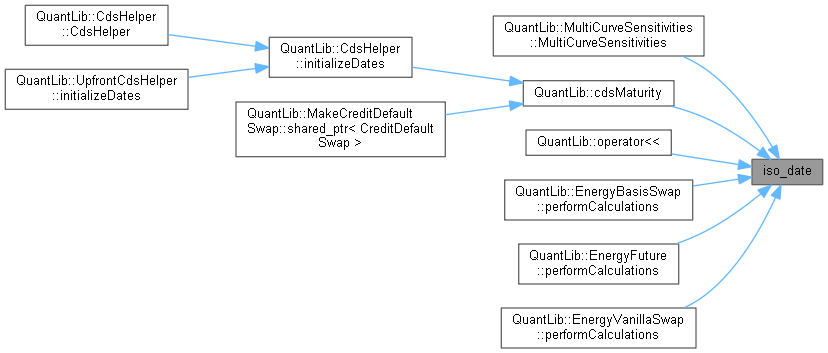 QuantLib::CdsHelper
::CdsHelper
QuantLib::UpfrontCdsHelper
::initializeDates
QuantLib::CdsHelper
::initializeDates
QuantLib::MakeCreditDefault
Swap::shared_ptr< CreditDefault
Swap >
QuantLib::MultiCurveSensitivities
::MultiCurveSensitivities
QuantLib::cdsMaturity
QuantLib::operator<<
QuantLib::EnergyBasisSwap
::performCalculations
QuantLib::EnergyFuture
::performCalculations
QuantLib::EnergyVanillaSwap
::performCalculations
iso_date